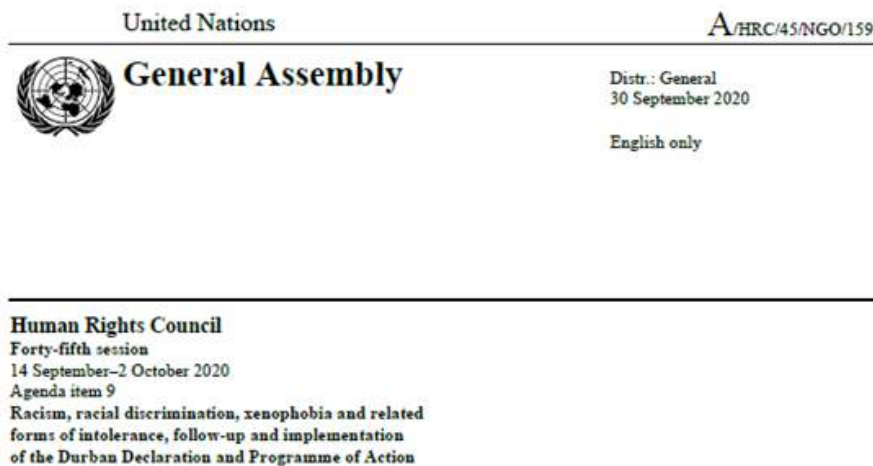 United Nations
A/HRC/45/NGO/159
General Assembly
Distr.: General
30 September 2020
English only
Human Rights Council
Forty-fifth session
14 September–2 October 2020
Agenda item 9
Racism, racial discrimination, xenophobia and related
forms of intolerance, follow-up and implementation
of the Durban Declaration and Programme of Action